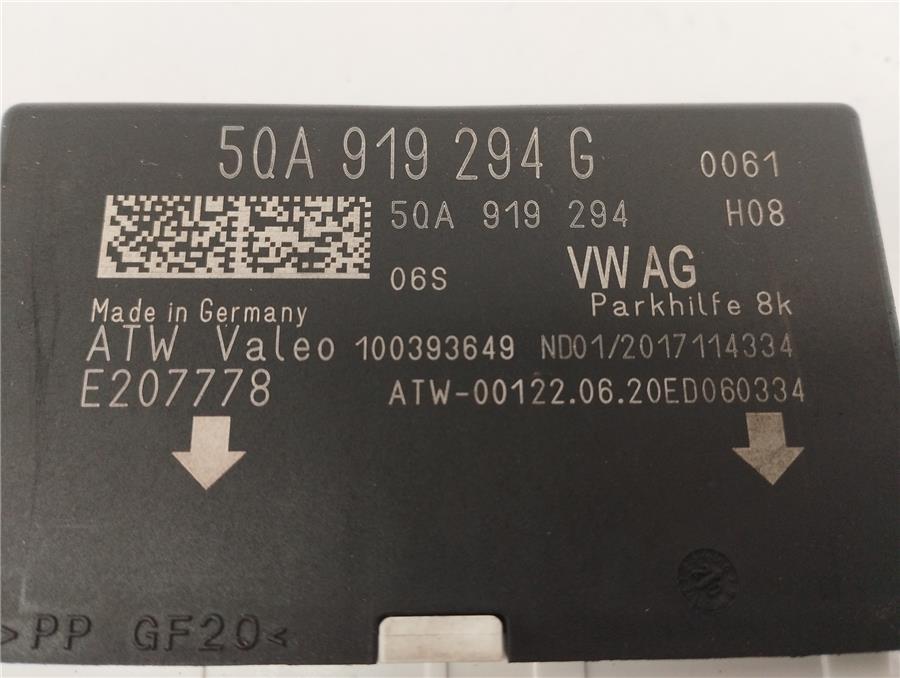 5QA 919 294 G 0061
5QA 919 294 H08
06S VW AG
Parkhilfe 8k
Made in Germany
ATW Valeo 100393649 ND01/2017114334
E207778 ATW-00122.06.20ED060334
>PP GF20<